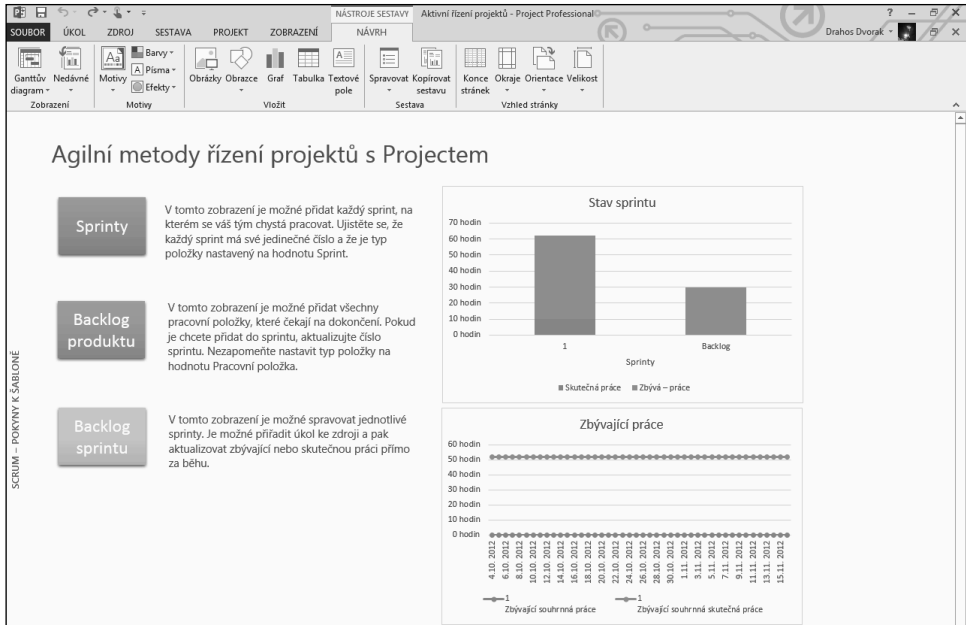 NÁSTROJE SESTAVY
Aktivní řízení projektů - Project Professional
SOUBOR ÚKOL ZDROJ SESTAVA PROJEKT ZOBRAZENÍ NÁVRH
Drahos Dvorak
Ganttův diagram
Nedávné
Zobrazení
Motivy
Barvy
Písma
Efekty
Motivy
Obrázky Obrazce Graf Tabulka Textové pole
Vložit
Spravovat Kopírovat sestavu
Sestava
Konce stránek Okraje Orientace Velikost
Vzhled stránky
SCRUM – POKYNY K ŠABLONĚ
Agilní metody řízení projektů s Projectem
Sprinty
V tomto zobrazení je možné přidat každý sprint, na
kterém se váš tým chystá pracovat. Ujistěte se, že
každý sprint má své jedinečné číslo a že je typ
položky nastavený na hodnotu Sprint.
Backlog
produktu
V tomto zobrazení je možné přidat všechny
pracovní položky, které čekají na dokončení. Pokud
je chcete přidat do sprintu, aktualizujte číslo
sprintu. Nezapomeňte nastavit typ položky na
hodnotu Pracovní položka.
Backlog
sprintu
V tomto zobrazení je možné spravovat jednotlivé
sprinty. Je možné přiřadit úkol ke zdroji a pak
aktualizovat zbývající nebo skutečnou práci přímo
za běhu.
Stav sprintu
70 hodin
60 hodin
50 hodin
40 hodin
30 hodin
20 hodin
10 hodin
0 hodin
1 Backlog
Sprinty
Skutečná práce Zbývá – práce
Zbývající práce
60 hodin
50 hodin
40 hodin
30 hodin
20 hodin
10 hodin
0 hodin
4.10. 2012
6.10. 2012
8.10. 2012
10.10. 2012
12.10. 2012
14.10. 2012
16.10. 2012
18.10. 2012
20.10. 2012
22.10. 2012
24.10. 2012
26.10. 2012
28.10. 2012
30.10. 2012
1.11. 2012
3.11. 2012
5.11. 2012
7.11. 2012
9.11. 2012
11.11. 2012
13.11. 2012
15.11. 2012
1
Zbývající souhrnná práce
1
Zbývající souhrnná skutečná práce